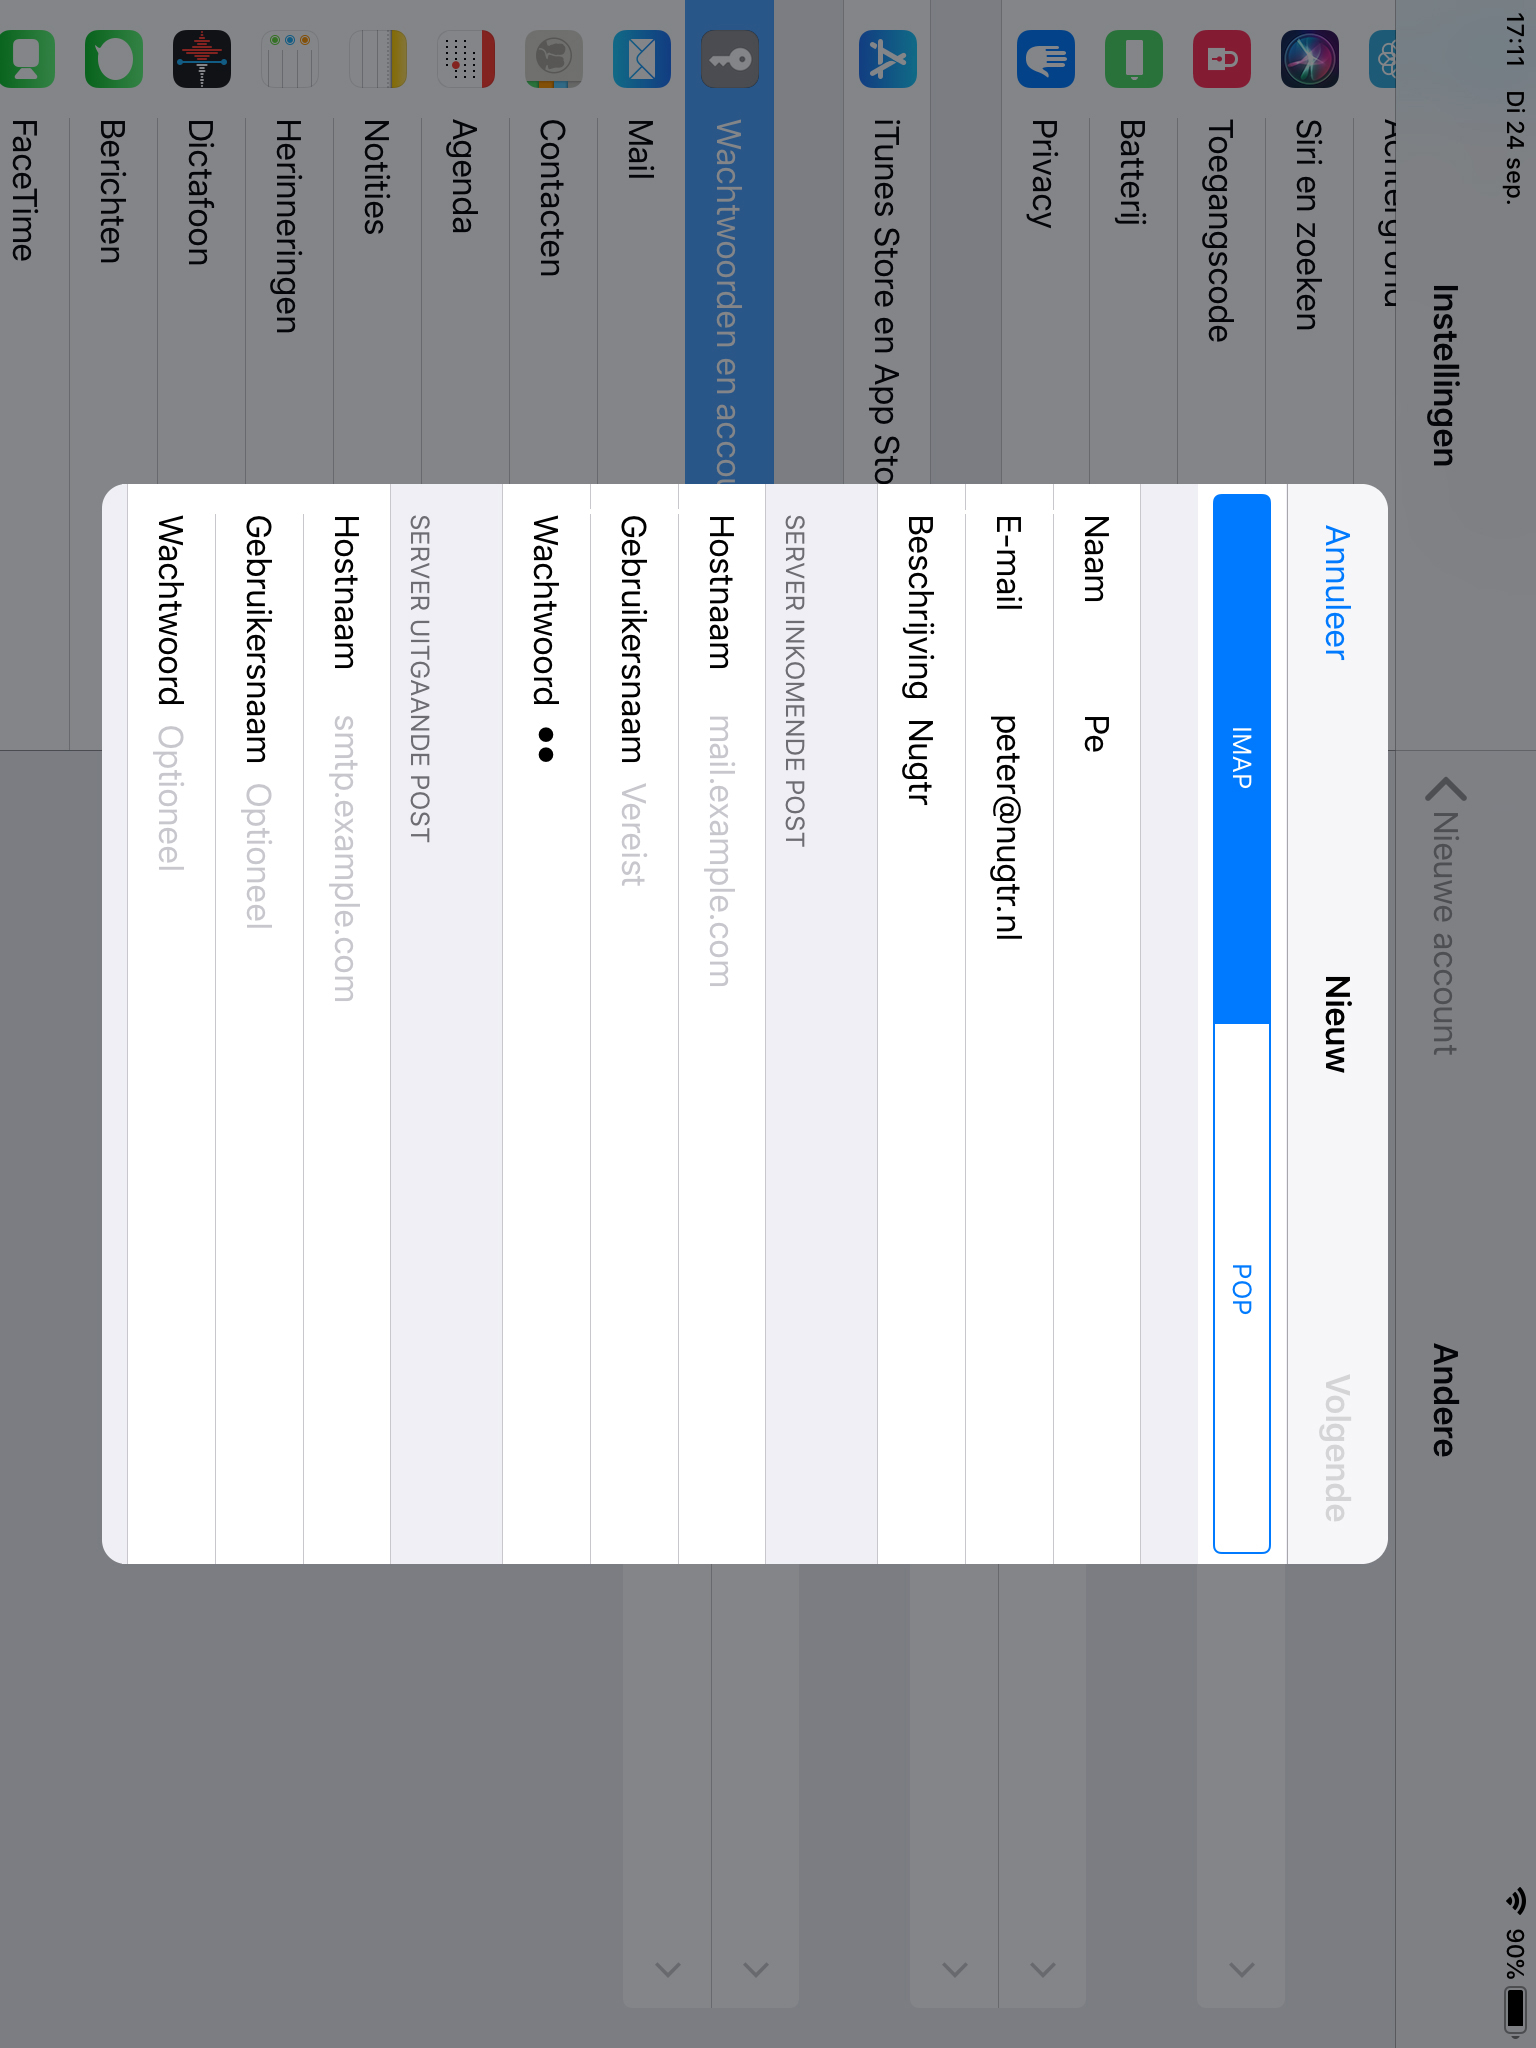 17:11 Di 24 sep.
90%
Instellingen
Nieuwe account
Andere
Achtergrond
Siri en zoeken
Toegangscode
Batterij
Privacy
iTunes Store en App Sto
Wachtwoorden en accou
Mail
Contacten
Agenda
Notities
Herinneringen
Dictafoon
Berichten
FaceTime
Annuleer
Nieuw
Volgende
IMAP
POP
Naam Pe
E-mail peter@nugtr.nl
Beschrijving Nugtr
SERVER INKOMENDE POST
Hostnaam mail.example.com
Gebruikersnaam Vereist
Wachtwoord ●●
SERVER UITGAANDE POST
Hostnaam smtp.example.com
Gebruikersnaam Optioneel
Wachtwoord Optioneel